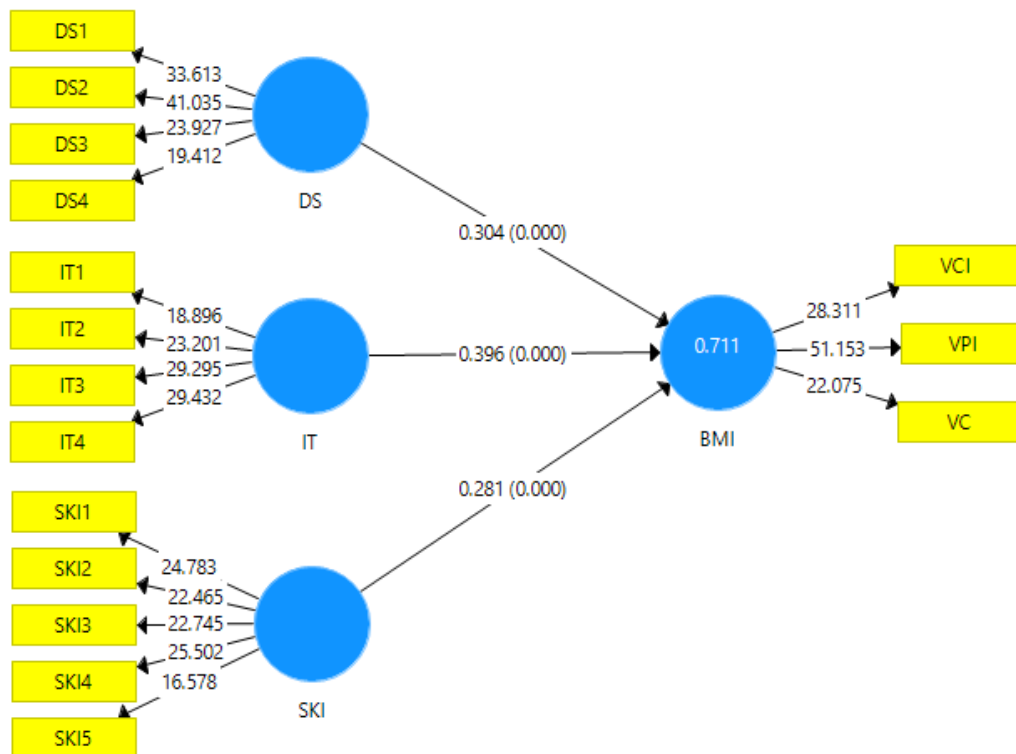 DS1
DS2
DS3
DS4
33.613
41.035
23.927
19.412
DS
0.304 (0.000)
IT1
IT2
IT3
IT4
18.896
23.201
29.295
29.432
IT
0.396 (0.000)
SKI1
SKI2
SKI3
SKI4
SKI5
24.783
22.465
22.745
25.502
16.578
SKI
0.281 (0.000)
0.711
BMI
28.311
51.153
22.075
VCI
VPI
VC